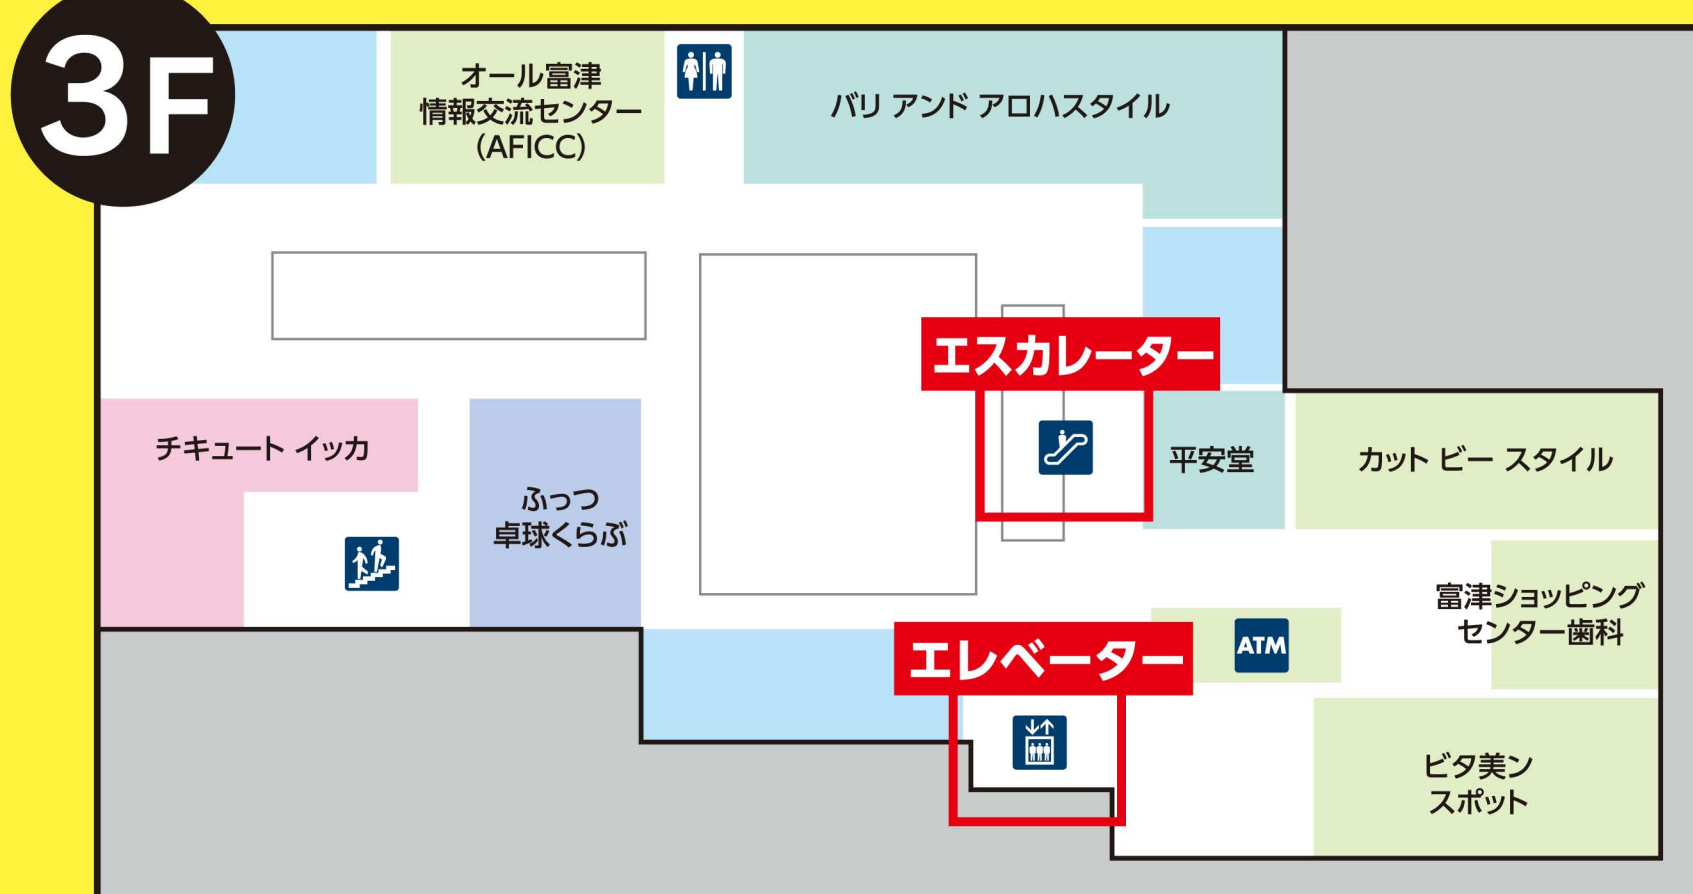 3F
オール富津
情報交流センター
(AFICC)
バリ アンド アロハスタイル
エスカレーター
チキュート イッカ
ふっつ
卓球くらぶ
平安堂
カット ビー スタイル
富津ショッピング
センター歯科
ATM
エレベーター
ビタ美ン
スポット